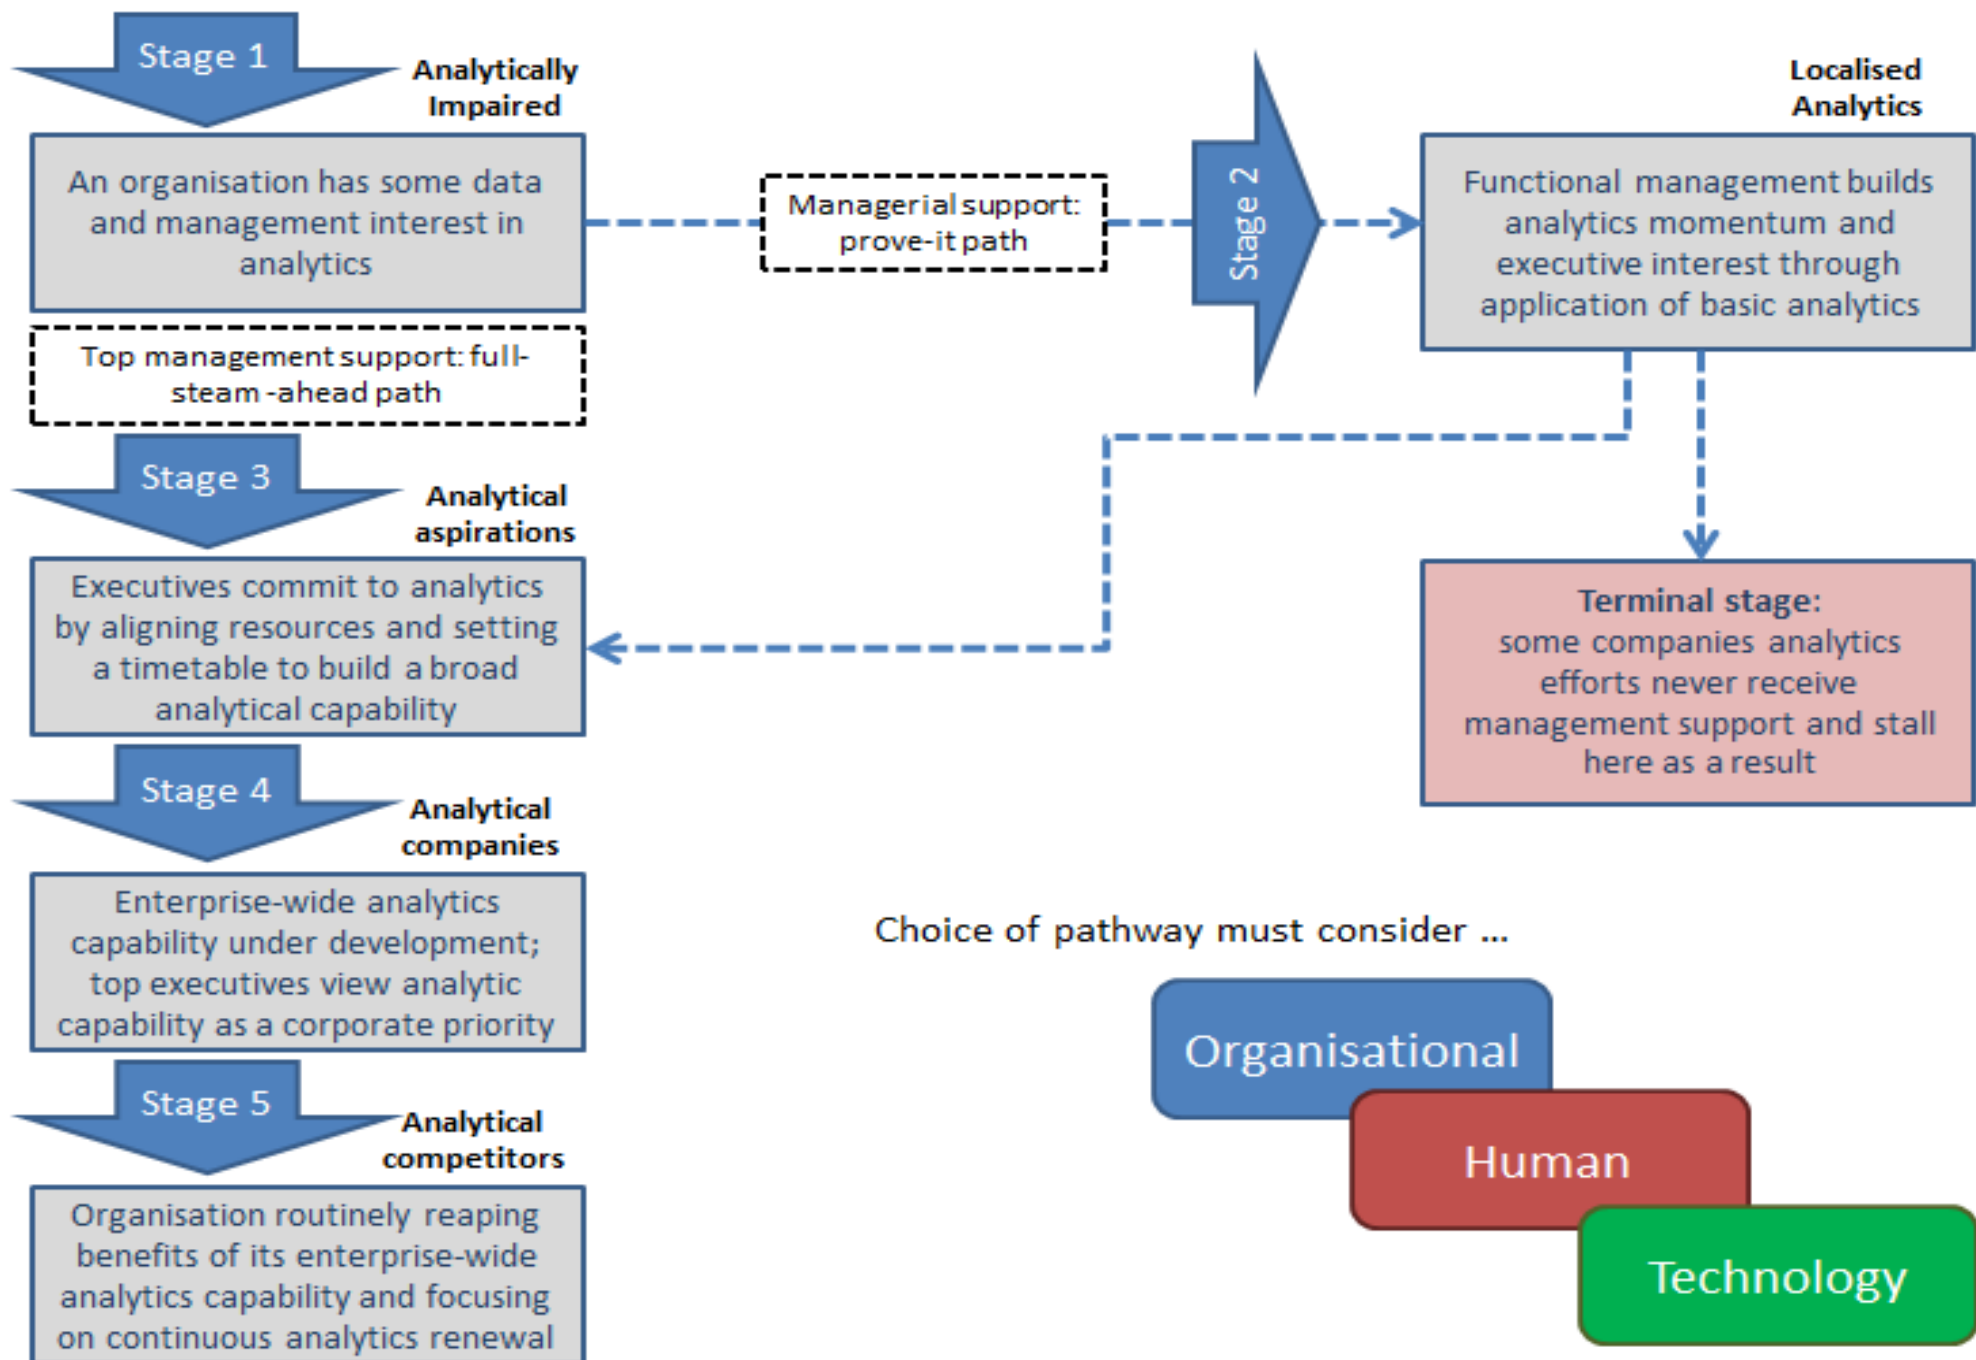 Stage 1
Analytically
Impaired
An organisation has some data
and management interest in
analytics
Managerial support:
prove-it path
Stage 2
Localised
Analytics
Functional management builds
analytics momentum and
executive interest through
application of basic analytics
Top management support: full-
steam -ahead path
Stage 3
Analytical
aspirations
Executives commit to analytics
by aligning resources and setting
a timetable to build a broad
analytical capability
Terminal stage:
some companies analytics
efforts never receive
management support and stall
here as a result
Stage 4
Analytical
companies
Enterprise-wide analytics
capability under development;
top executives view analytic
capability as a corporate priority
Stage 5
Analytical
competitors
Organisation routinely reaping
benefits of its enterprise-wide
analytics capability and focusing
on continuous analytics renewal
Choice of pathway must consider ...
Organisational
Human
Technology